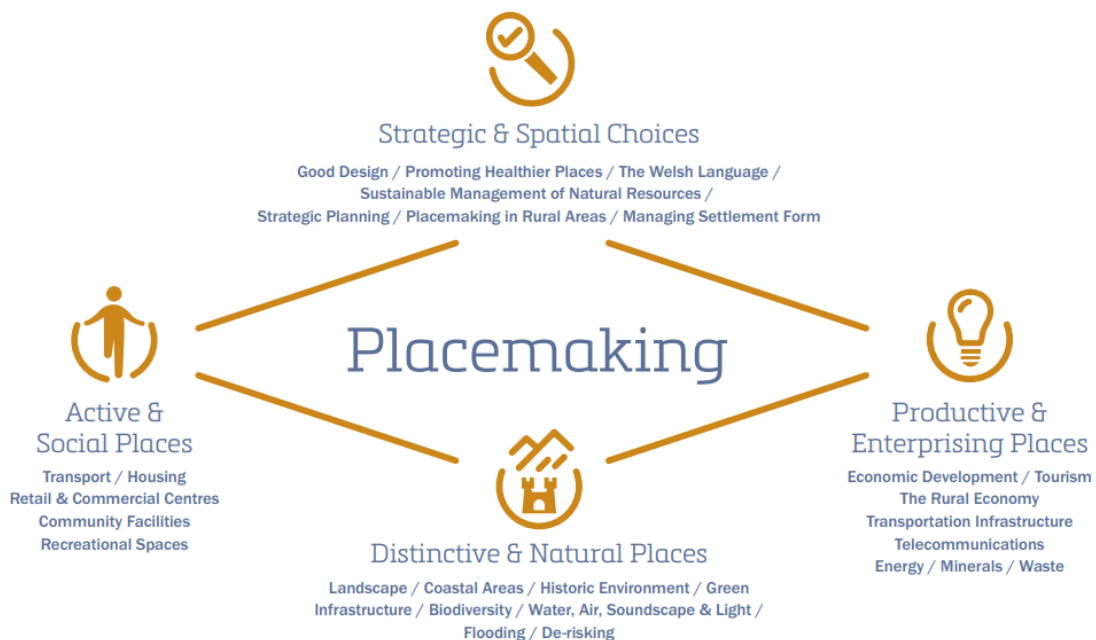 Strategic & Spatial Choices
Good Design / Promoting Healthier Places / The Welsh Language /
Sustainable Management of Natural Resources /
Strategic Planning / Placemaking in Rural Areas / Managing Settlement Form
Placemaking
Active &
Social Places
Transport / Housing
Retail & Commercial Centres
Community Facilities
Recreational Spaces
Productive &
Enterprising Places
Economic Development / Tourism
The Rural Economy
Transportation Infrastructure
Telecommunications
Energy / Minerals / Waste
Distinctive & Natural Places
Landscape / Coastal Areas / Historic Environment / Green
Infrastructure / Biodiversity / Water, Air, Soundscape & Light /
Flooding / De-risking